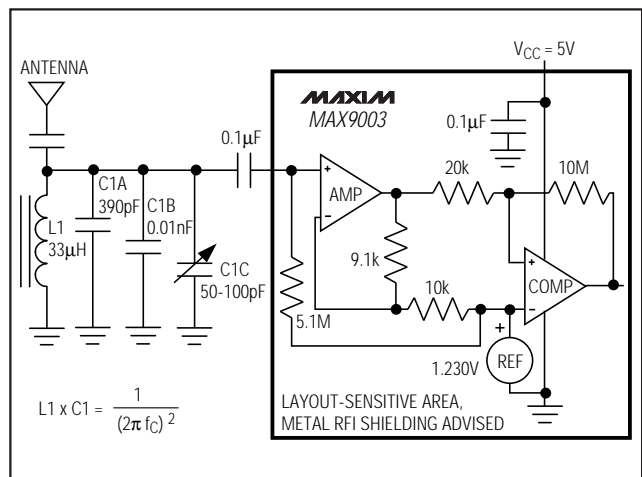 V_CC = 5V
ANTENNA
MAXIM
MAX9003
0.1µF
0.1µF
20k
10M
C1A
390pF
C1B
0.01nF
L1
33µH
AMP
9.1k
COMP
C1C
50-100pF
10k
5.1M
+
-
+
-
+
REF
1.230V
L1 x C1 = 1 / (2π f_C)²
LAYOUT-SENSITIVE AREA,
METAL RFI SHIELDING ADVISED